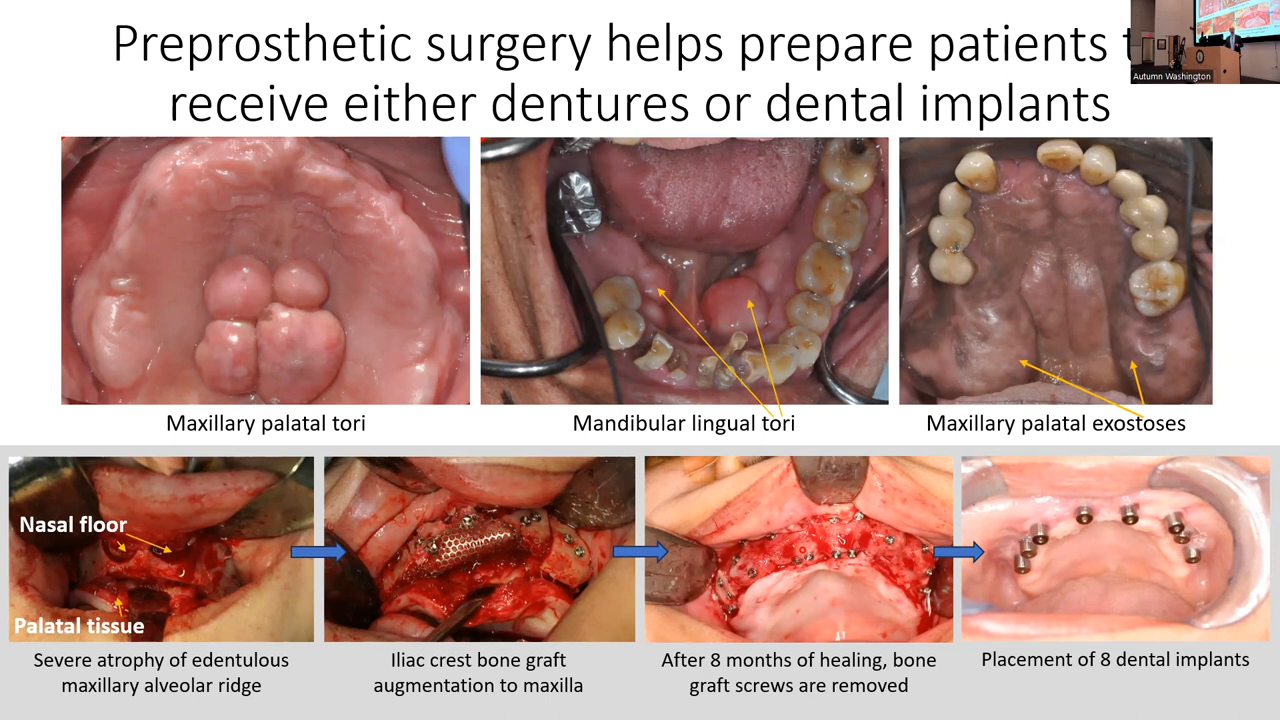 Preprosthetic surgery helps prepare patients
receive either dentures or dental implants
Autumn Washington
Maxillary palatal tori
Mandibular lingual tori
Maxillary palatal exostoses
Nasal floor
Palatal tissue
Severe atrophy of edentulous
maxillary alveolar ridge
Iliac crest bone graft
augmentation to maxilla
After 8 months of healing, bone
graft screws are removed
Placement of 8 dental implants